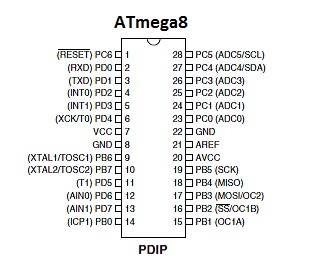 ATmega8
(RESET) PC6 1 28 PC5 (ADC5/SCL)
(RXD) PD0 2 27 PC4 (ADC4/SDA)
(TXD) PD1 3 26 PC3 (ADC3)
(INT0) PD2 4 25 PC2 (ADC2)
(INT1) PD3 5 24 PC1 (ADC1)
(XCK/T0) PD4 6 23 PC0 (ADC0)
VCC 7 22 GND
GND 8 21 AREF
(XTAL1/TOSC1) PB6 9 20 AVCC
(XTAL2/TOSC2) PB7 10 19 PB5 (SCK)
(T1) PD5 11 18 PB4 (MISO)
(AIN0) PD6 12 17 PB3 (MOSI/OC2)
(AIN1) PD7 13 16 PB2 (SS/OC1B)
(ICP1) PB0 14 15 PB1 (OC1A)
PDIP